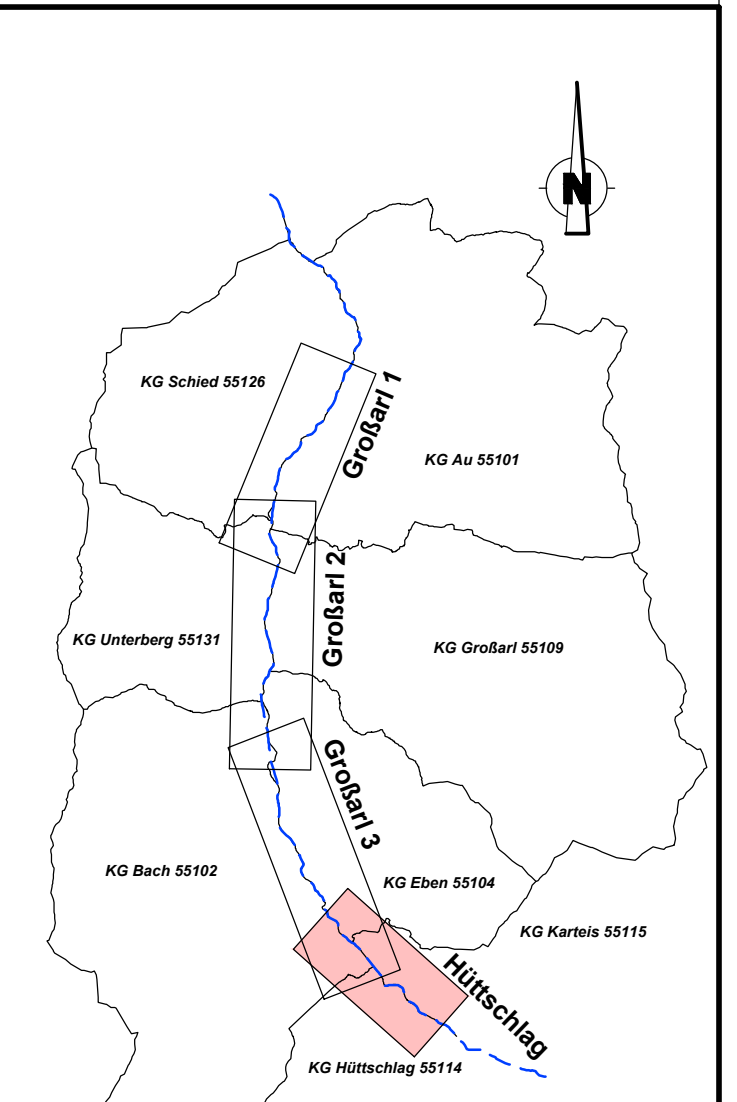 N
KG Schied 55126
Großarl 1
KG Au 55101
Großarl 2
KG Unterberg 55131
KG Großarl 55109
Großarl 3
KG Bach 55102
KG Eben 55104
KG Karteis 55115
Hüttschlag
KG Hüttschlag 55114